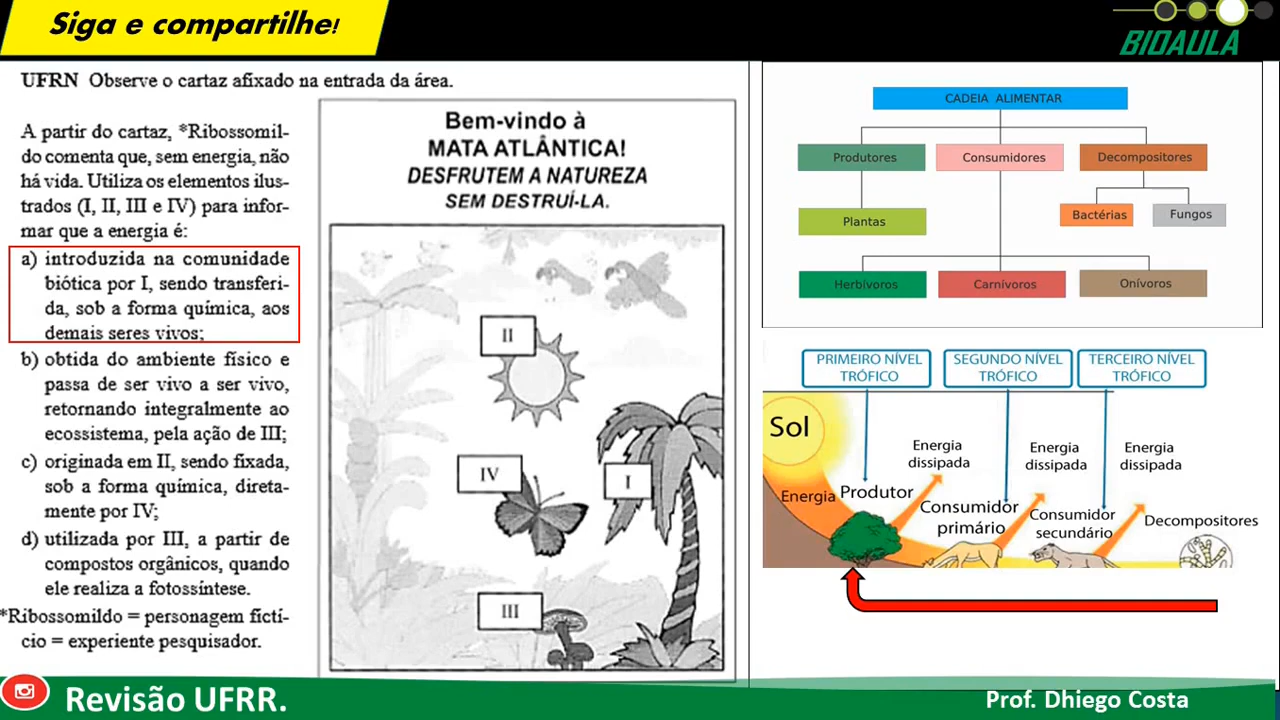 Siga e compartilhe!
BIOAULA
UFRN Observe o cartaz afixado na entrada da área.
A partir do cartaz, *Ribossomil-
do comenta que, sem energia, não
há vida. Utiliza os elementos ilus-
trados (I, II, III e IV) para infor-
mar que a energia é:
a) introduzida na comunidade
biótica por I, sendo transferi-
da, sob a forma química, aos
demais seres vivos;
b) obtida do ambiente físico e
passa de ser vivo a ser vivo,
retornando integralmente ao
ecossistema, pela ação de III;
c) originada em II, sendo fixada,
sob a forma química, direta-
mente por IV;
d) utilizada por III, a partir de
compostos orgânicos, quando
ele realiza a fotossíntese.
*Ribossomildo = personagem fictí-
cio = experiente pesquisador.
Bem-vindo à
MATA ATLÂNTICA!
DESFRUTEM A NATUREZA
SEM DESTRUÍ-LA.
II
IV
I
III
CADEIA ALIMENTAR
Produtores
Consumidores
Decompositores
Plantas
Bactérias
Fungos
Herbívoros
Carnívoros
Onívoros
PRIMEIRO NÍVEL
TRÓFICO
SEGUNDO NÍVEL
TRÓFICO
TERCEIRO NÍVEL
TRÓFICO
Sol
Energia
Produtor
Energia
dissipada
Consumidor
primário
Energia
dissipada
Consumidor
secundário
Energia
dissipada
Decompositores
Revisão UFRR.
Prof. Dhiego Costa